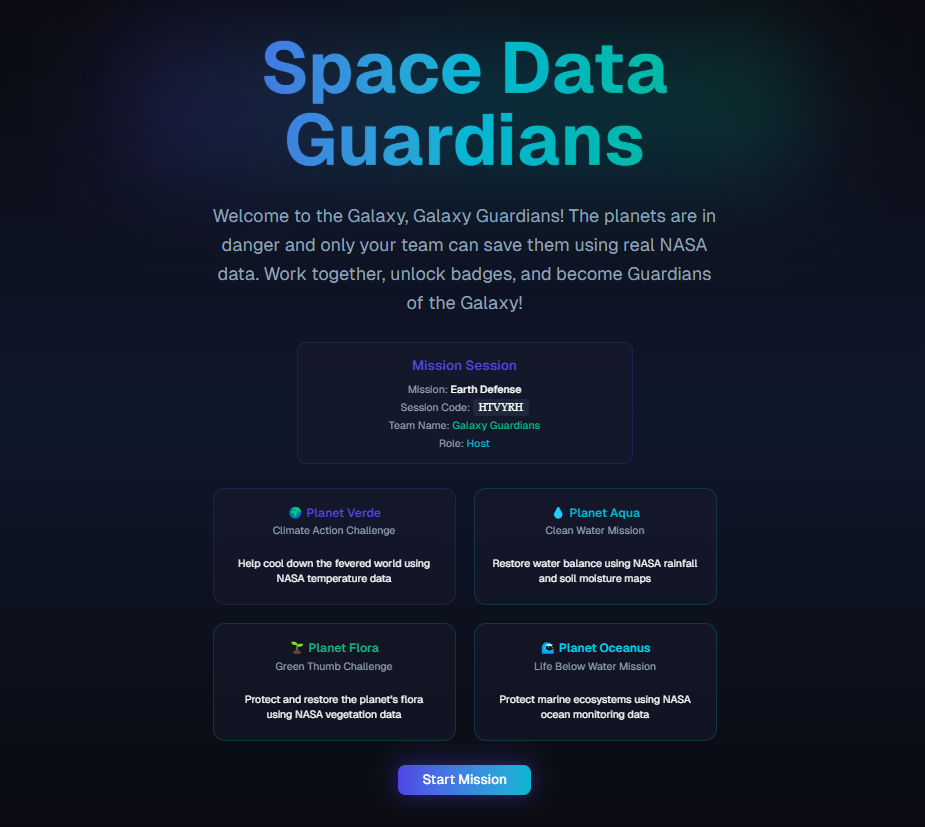 Space Data
Guardians
Welcome to the Galaxy, Galaxy Guardians! The planets are in
danger and only your team can save them using real NASA
data. Work together, unlock badges, and become Guardians
of the Galaxy!
Mission Session
Mission: Earth Defense
Session Code: HTVYRH
Team Name: Galaxy Guardians
Role: Host
Planet Verde
Climate Action Challenge
Help cool down the fevered world using
NASA temperature data
Planet Aqua
Clean Water Mission
Restore water balance using NASA rainfall
and soil moisture maps
Planet Flora
Green Thumb Challenge
Protect and restore the planet's flora
using NASA vegetation data
Planet Oceanus
Life Below Water Mission
Protect marine ecosystems using NASA
ocean monitoring data
Start Mission